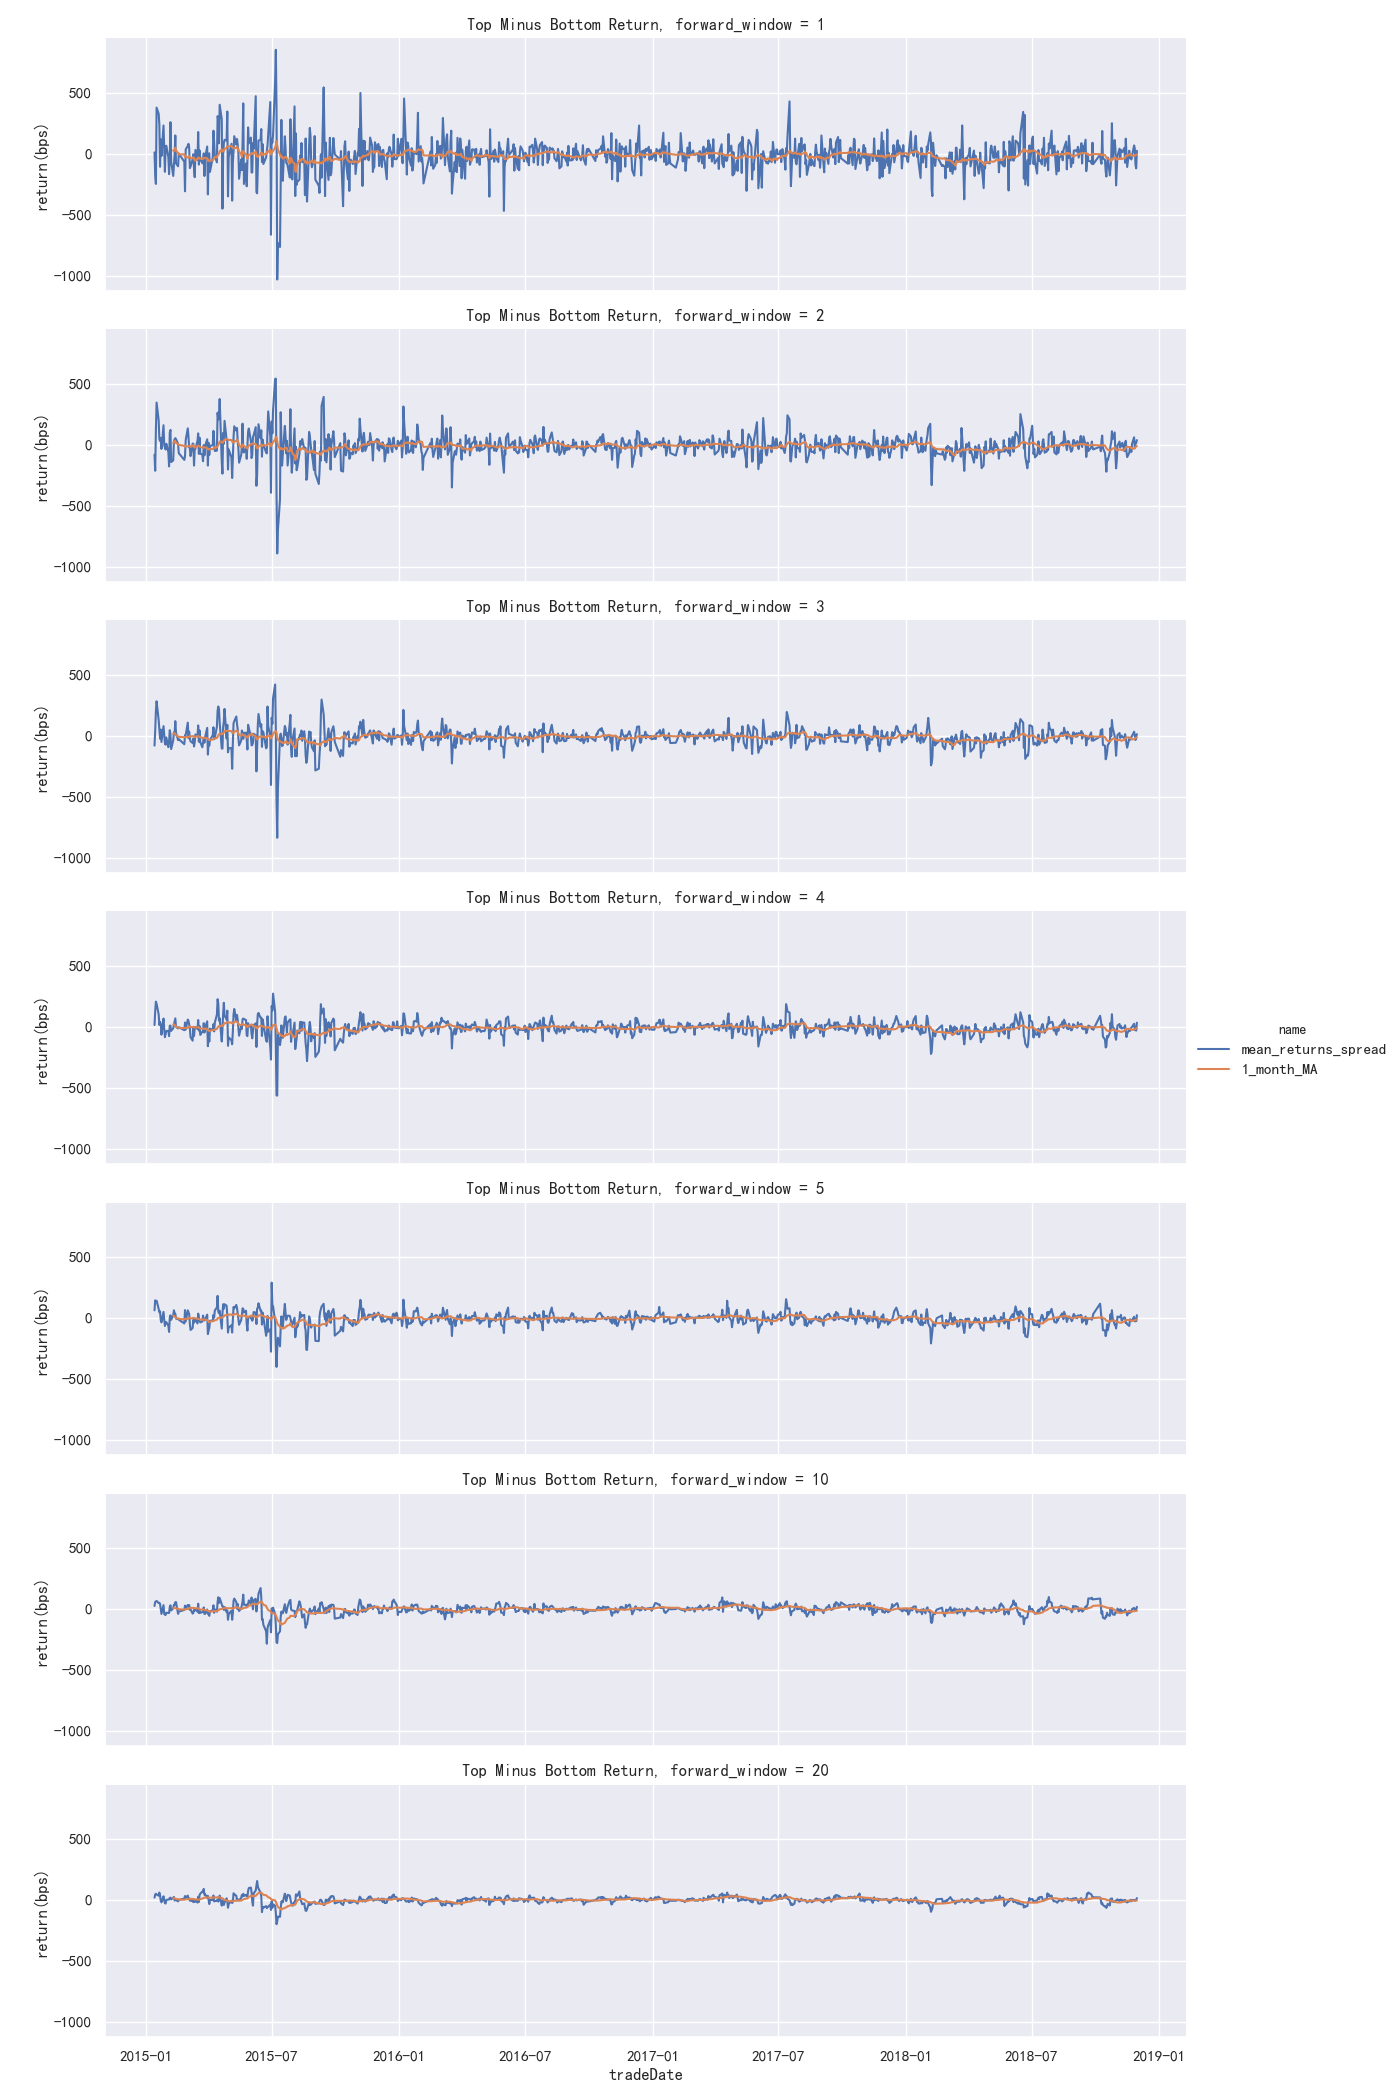 Top Minus Bottom Return, forward_window = 1
500
0
−500
−1000
return(bps)
Top Minus Bottom Return, forward_window = 2
500
0
−500
−1000
return(bps)
Top Minus Bottom Return, forward_window = 3
500
0
−500
−1000
return(bps)
Top Minus Bottom Return, forward_window = 4
500
0
−500
−1000
return(bps)
name
mean_returns_spread
1_month_MA
Top Minus Bottom Return, forward_window = 5
500
0
−500
−1000
return(bps)
Top Minus Bottom Return, forward_window = 10
500
0
−500
−1000
return(bps)
Top Minus Bottom Return, forward_window = 20
500
0
−500
−1000
return(bps)
2015-01 2015-07 2016-01 2016-07 2017-01 2017-07 2018-01 2018-07 2019-01
tradeDate